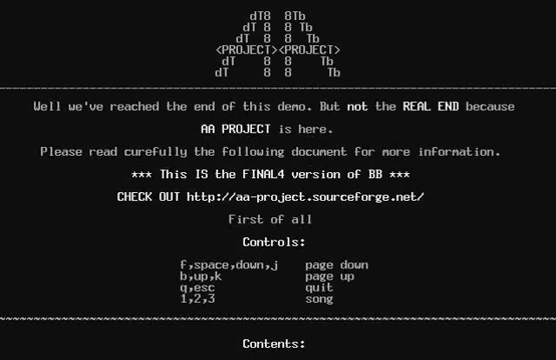 dT8  8Tb
dT 8  8 Tb
dT  8  8  Tb
<PROJECT><PROJECT>
dT    8  8    Tb
dT     8  8     Tb
Well we've reached the end of this demo. But not the REAL END because
AA PROJECT is here.
Please read curefully the following document for more information.
*** This IS the FINAL4 version of BB ***
CHECK OUT http://aa-project.sourceforge.net/
First of all
Controls:
f,space,down,j    page down
b,up,k    page up
q,esc    quit
1,2,3    song
Contents: